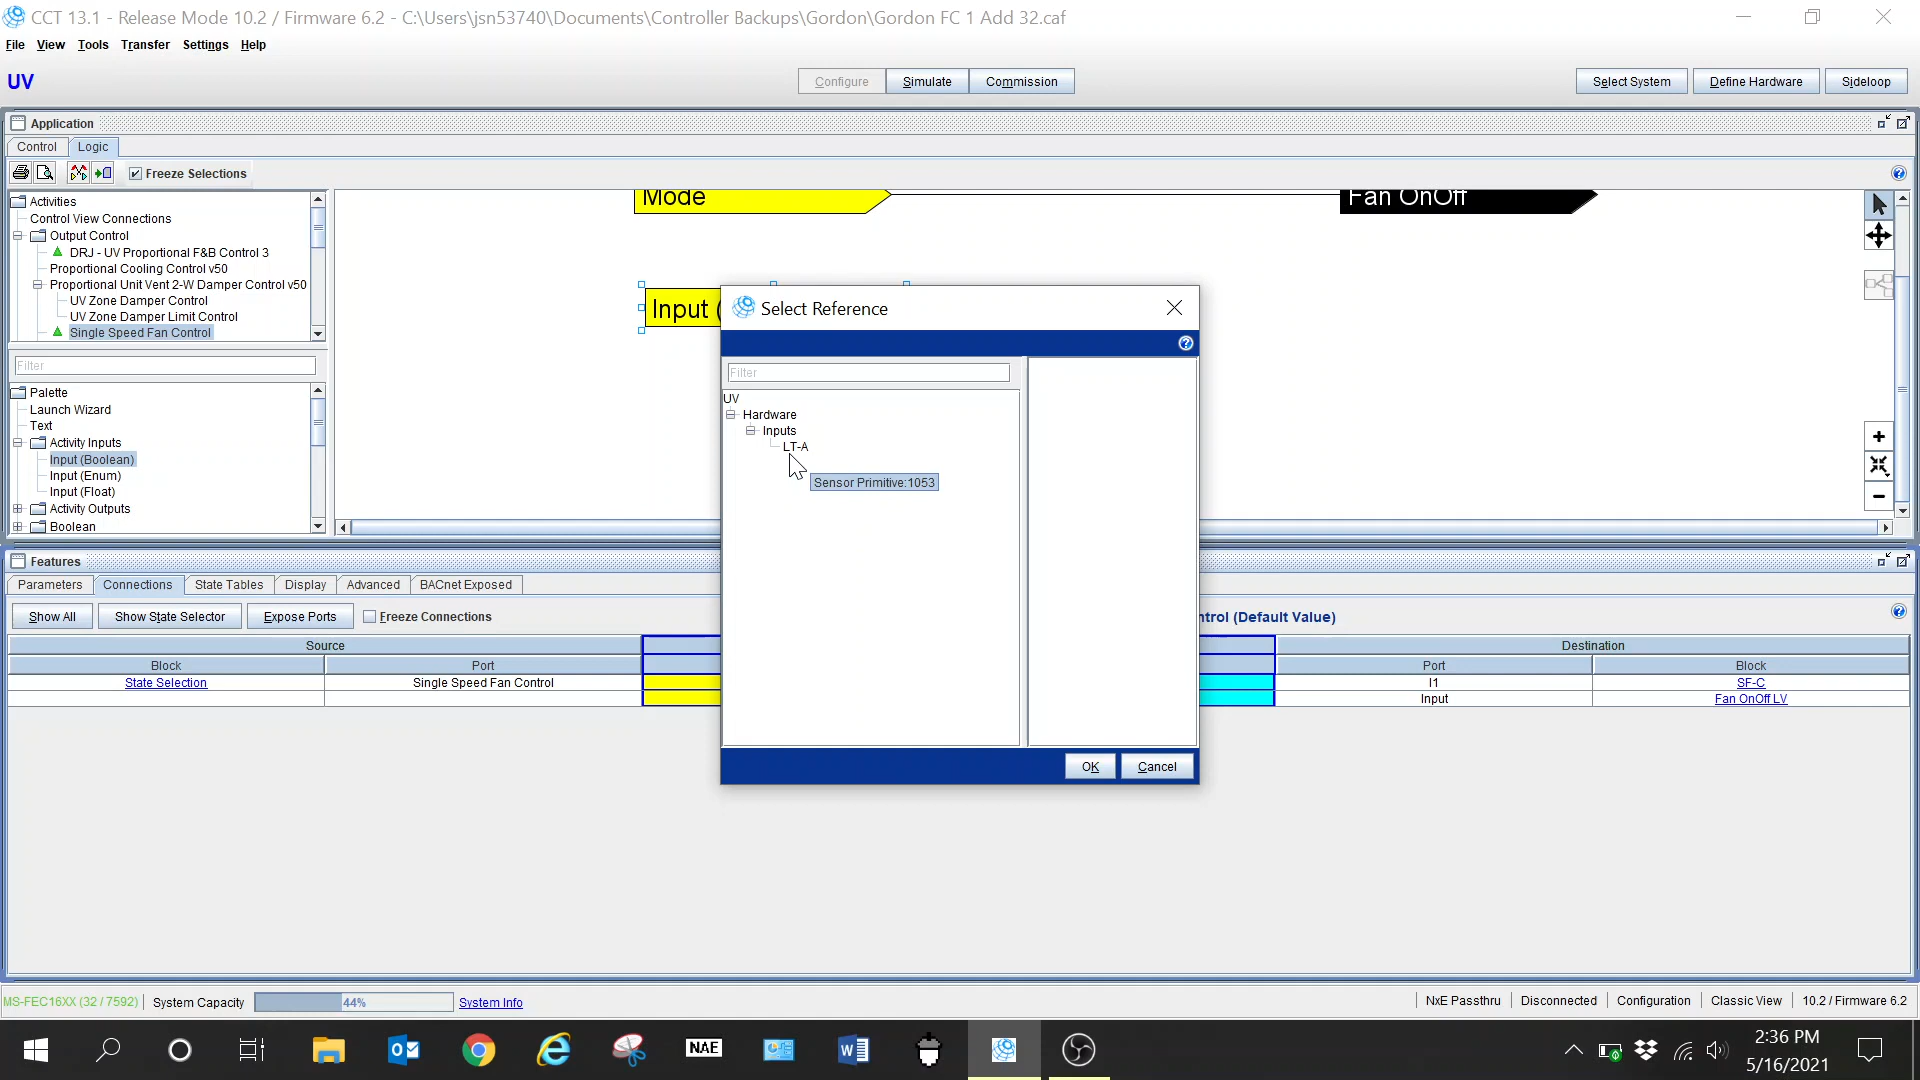 CCT 13.1 - Release Mode 10.2 / Firmware 6.2 - C:\Users\jsn53740\Documents\Controller Backups\Gordon\Gordon FC 1 Add 32.caf
File View Tools Transfer Settings Help
UV
Configure Simulate Commission
Select System Define Hardware Sideloop
Application
Control Logic
Freeze Selections
Activities
Control View Connections
Output Control
DRJ - UV Proportional F&B Control 3
Proportional Cooling Control v50
Proportional Unit Vent 2-W Damper Control v50
UV Zone Damper Control
UV Zone Damper Limit Control
Single Speed Fan Control
Filter
Palette
Launch Wizard
Text
Activity Inputs
Input (Boolean)
Input (Enum)
Input (Float)
Activity Outputs
Boolean
Mode
Fan OnOff
Input (
Select Reference
Filter
UV
Hardware
Inputs
LT-A
Sensor Primitive:1053
OK Cancel
Features
Parameters Connections State Tables Display Advanced BACnet Exposed
Show All Show State Selector Expose Ports Freeze Connections
ntrol (Default Value)
Source Destination
Block Port Port Block
State Selection Single Speed Fan Control I1 SF-C
Input Fan OnOff LV
MS-FEC16XX (32 / 7592) System Capacity 44% System Info
NxE Passthru Disconnected Configuration Classic View 10.2 / Firmware 6.2
NAE
2:36 PM
5/16/2021